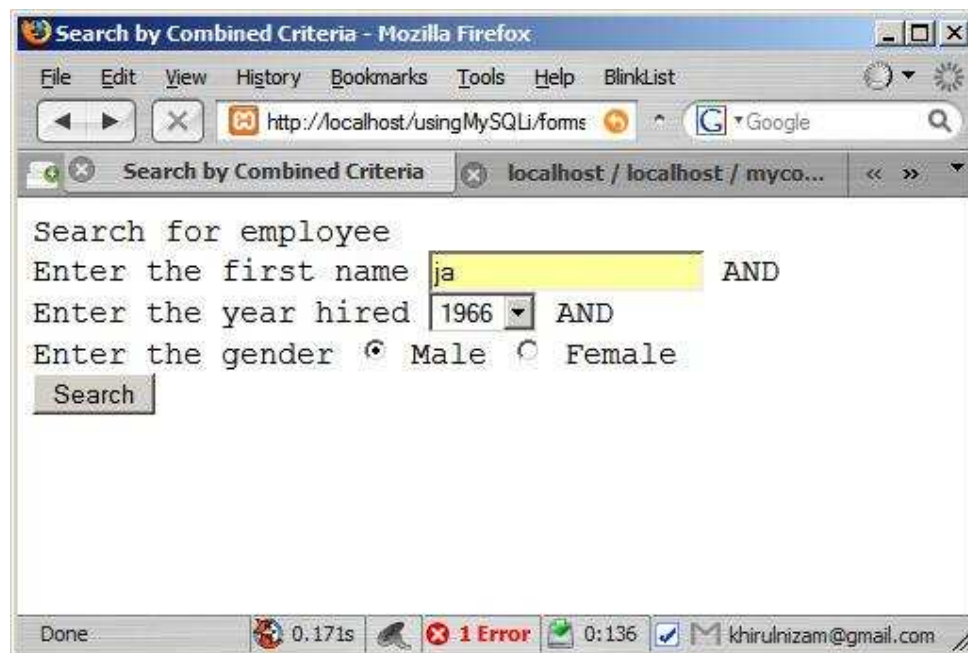 Search by Combined Criteria - Mozilla Firefox
File Edit View History Bookmarks Tools Help BlinkList
http://localhost/usingMySQLi/forms Google
Search by Combined Criteria localhost / localhost / myco...
Search for employee
Enter the first name ja AND
Enter the year hired 1966 AND
Enter the gender Male Female
Search
Done 0.171s 1 Error 0:136 khirulnizam@gmail.com